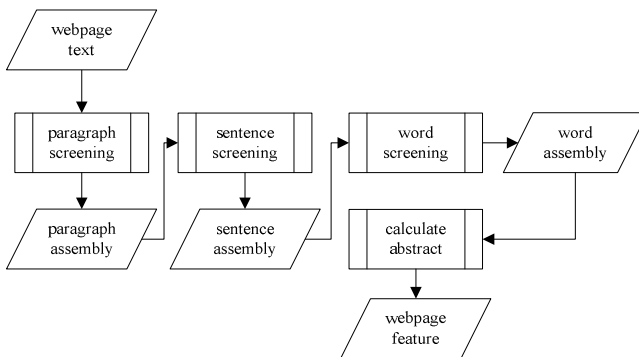 webpage
text
paragraph
screening
sentence
screening
word
screening
word
assembly
paragraph
assembly
sentence
assembly
calculate
abstract
webpage
feature